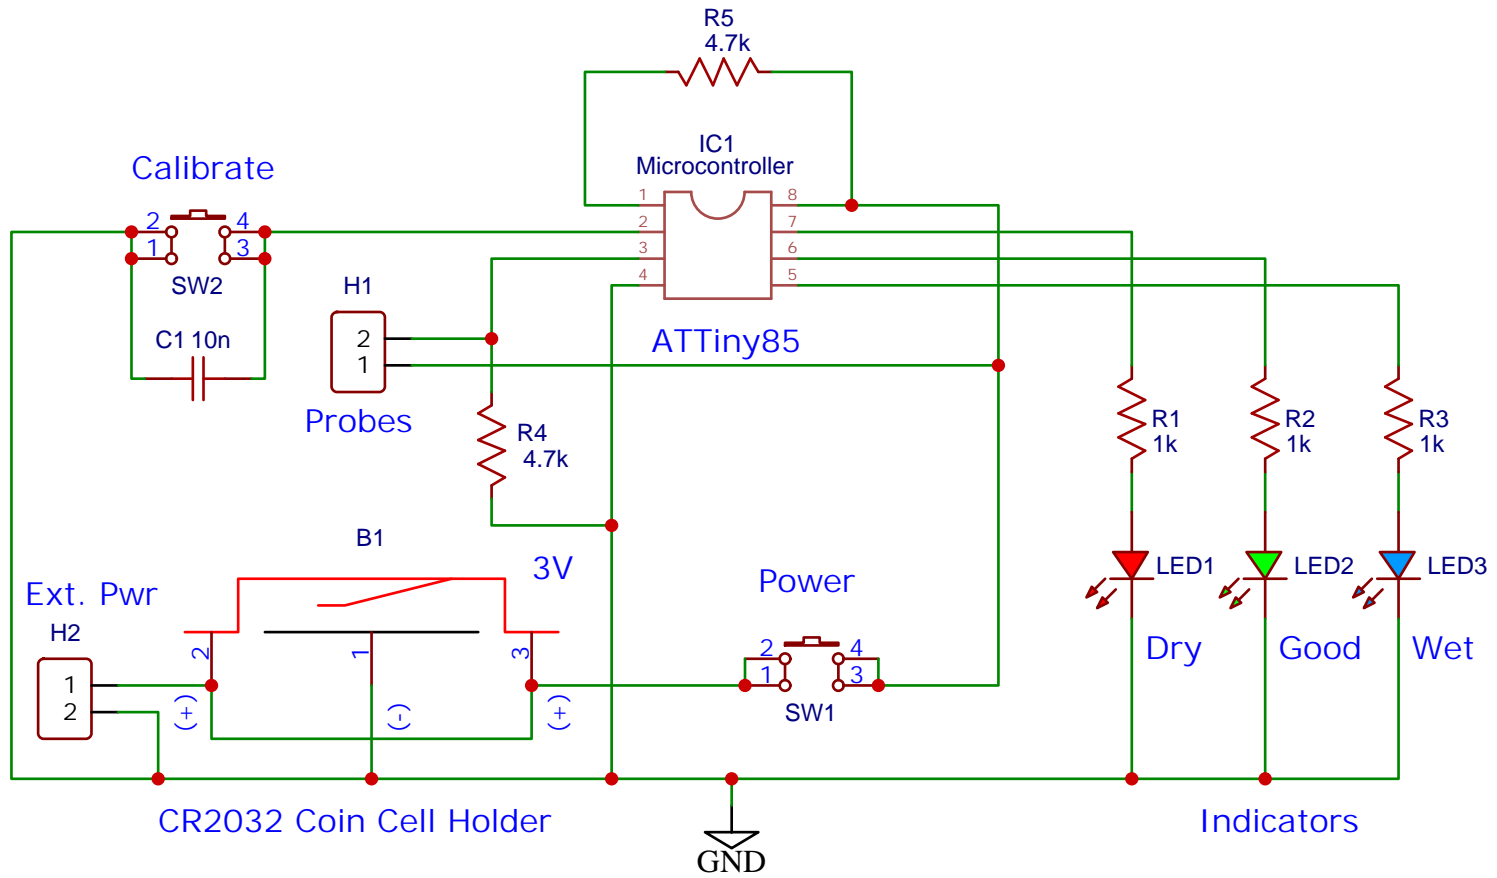 R5
4.7k
IC1
Microcontroller
1
2
3
4
8
7
6
5
ATTiny85
Calibrate
2
1
4
3
SW2
C1 10n
H1
2
1
Probes
R4
4.7k
R1
1k
R2
1k
R3
1k
LED1
LED2
LED3
Dry
Good
Wet
Indicators
B1
3V
Ext. Pwr
H2
1
2
2
1
3
(+)
(-)
(+)
CR2032 Coin Cell Holder
Power
2
1
4
3
SW1
GND